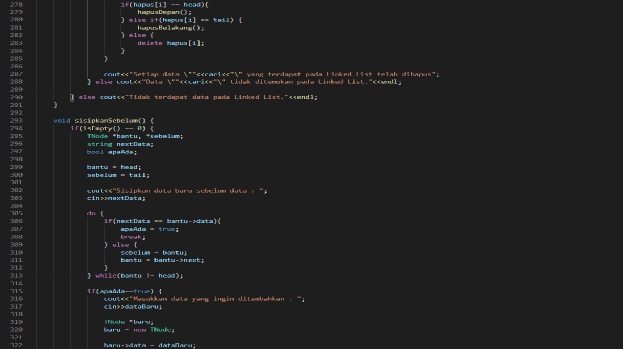 278 if(hapus[i] == head){
279 hapusDepan();
280 } else if(hapus[i] == tail) {
281 hapusBelakang();
282 } else {
283 delete hapus[i];
284 }
285 }
286
287 cout<<"Setiap data \""<<cari<<"\" yang terdapat pada Linked List telah dihapus";
288 } else cout<<"Data \""<<cari<<"\" tidak ditemukan pada Linked List."<<endl;
289
290 } else cout<<"Tidak terdapat data pada Linked List."<<endl;
291 }
292
293 void sisipkanSebelum() {
294 if(isEmpty() == 0) {
295 TNode *bantu, *sebelum;
296 string nextData;
297 bool apaAda;
298
299 bantu = head;
300 sebelum = tail;
301
302 cout<<"Sisipkan data baru sebelum data : ";
303 cin>>nextData;
304
305 do {
306 if(nextData == bantu->data){
307 apaAda = true;
308 break;
309 } else {
310 sebelum = bantu;
311 bantu = bantu->next;
312 }
313 } while(bantu != head);
314
315 if(apaAda==true) {
316 cout<<"Masukkan data yang ingin ditambahkan : ";
317 cin>>dataBaru;
318
319 TNode *baru;
320 baru = new TNode;
321
322 baru->data = dataBaru;